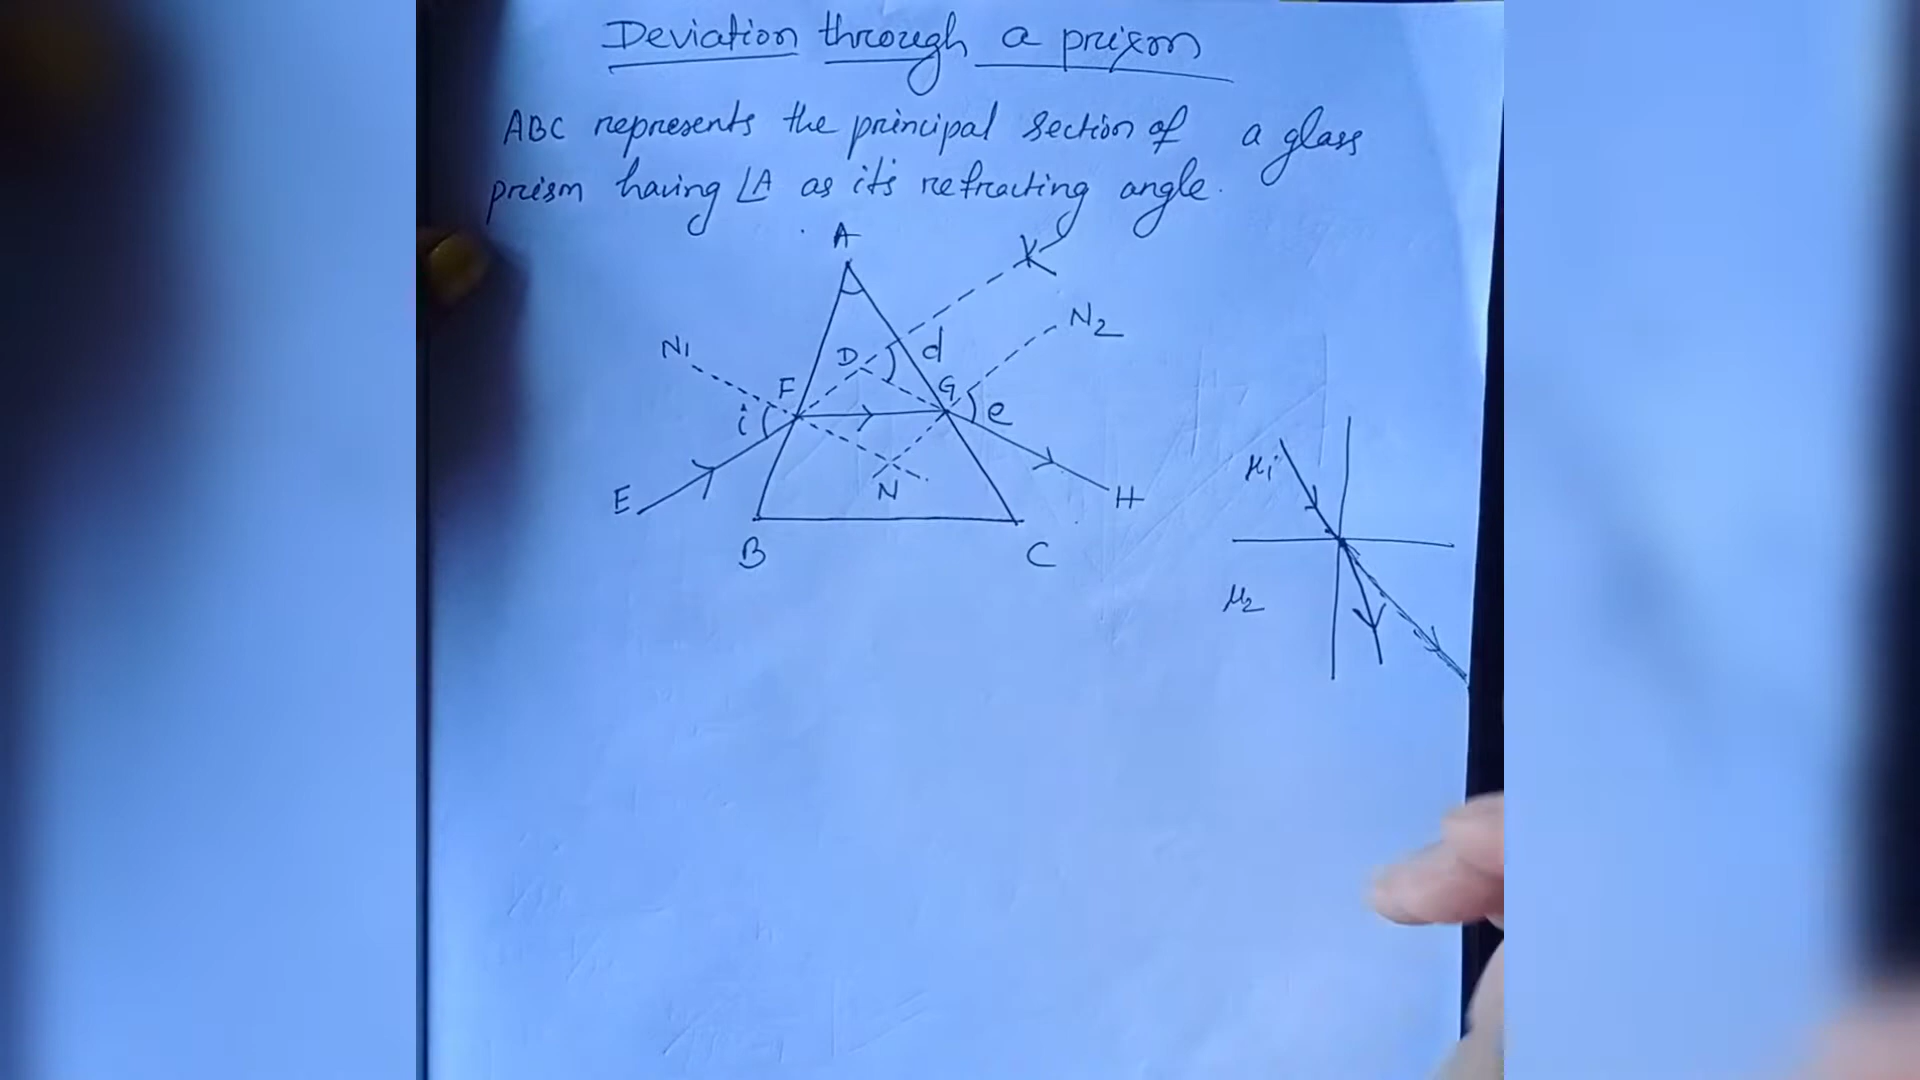 Deviation through a prism
ABC represents the principal section of a glass
prism having ∠A as its refracting angle.
A
K
N1
N2
D
d
F
G
i
e
E
N
H
B
C
μ1
μ2